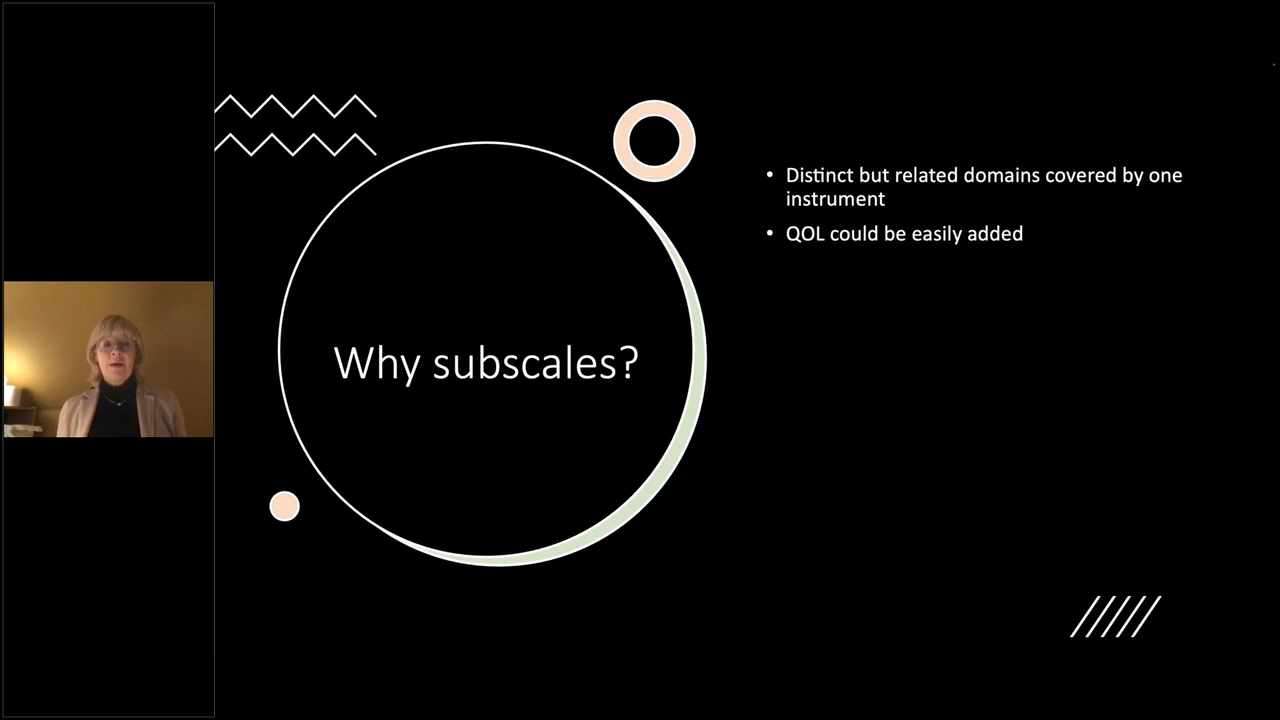 Why subscales?
• Distinct but related domains covered by one
instrument
• QOL could be easily added